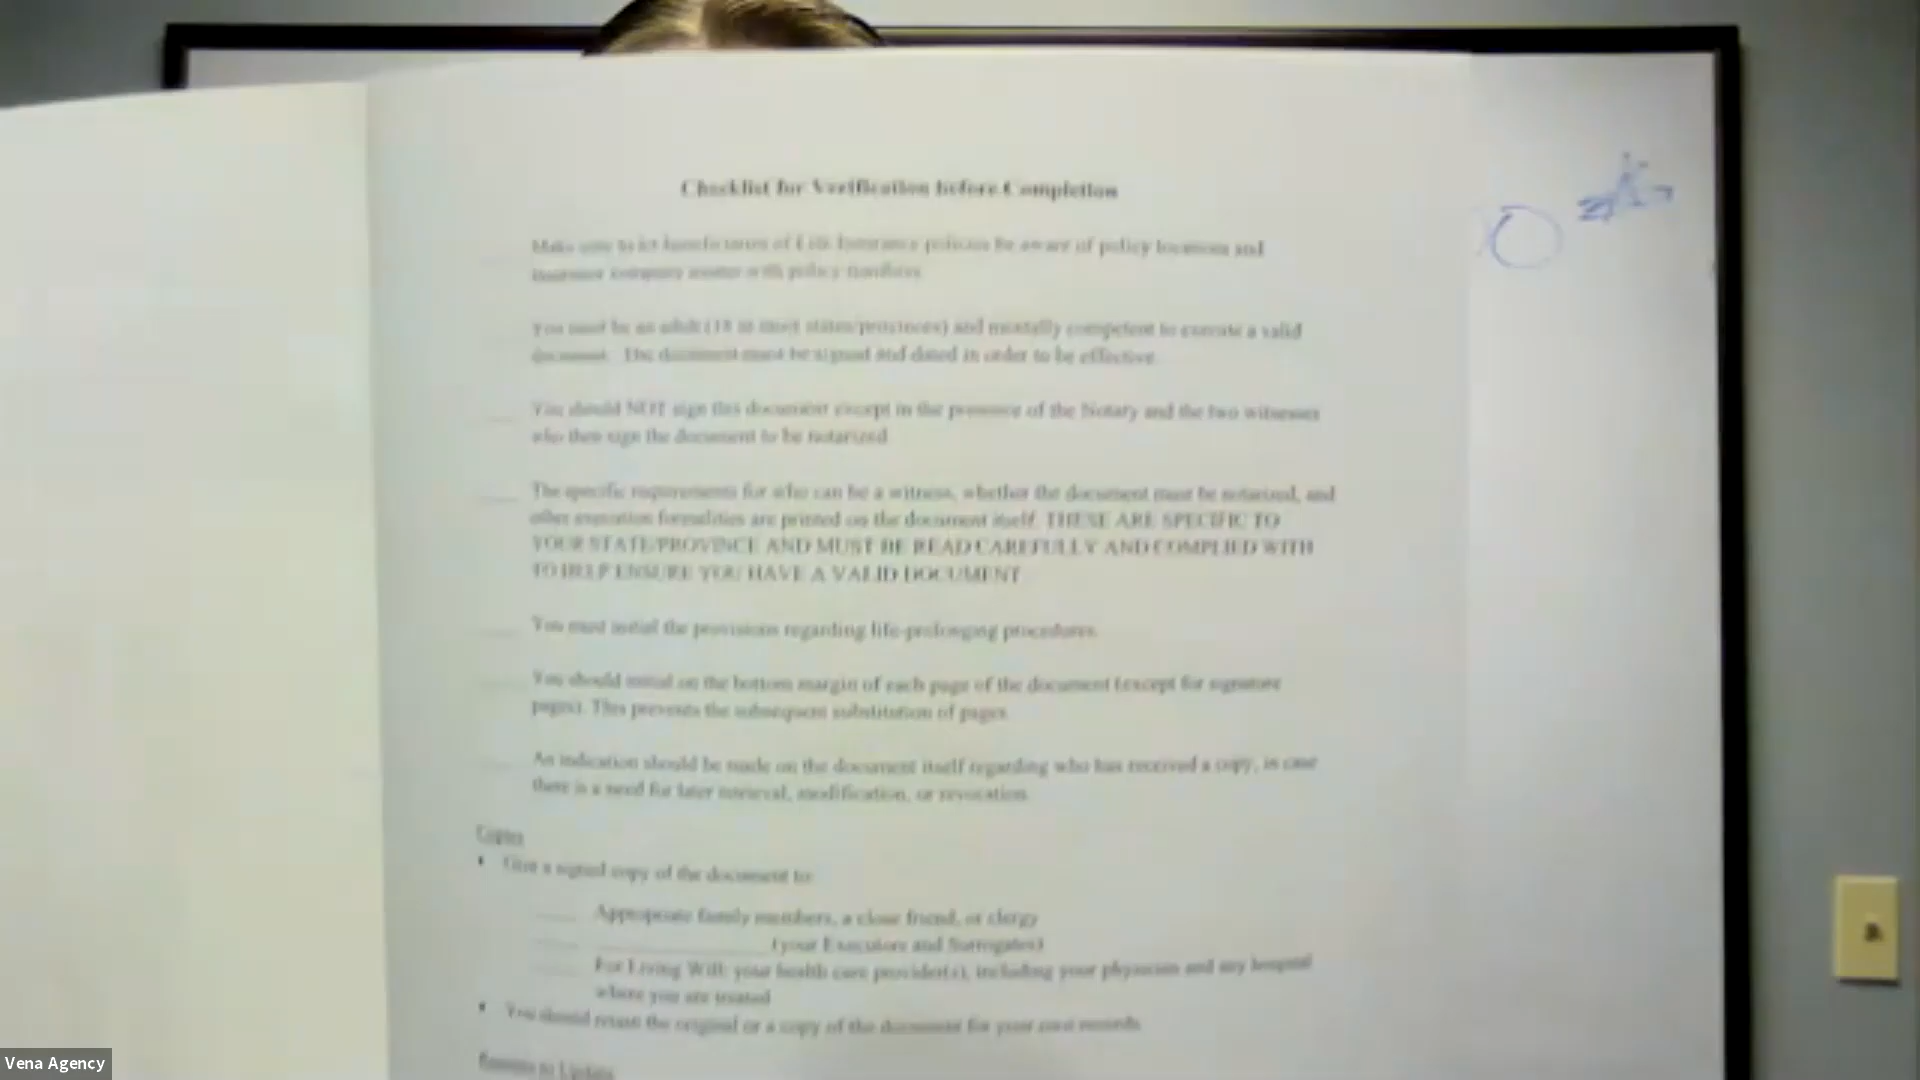 Checklist for Verification before Completion
Make sure to let beneficiaries of Life Insurance policies be aware of policy locations and
insurance company names with policy numbers.
You must be an adult (18 in most states/provinces) and mentally competent to execute a valid
document. The document must be signed and dated in order to be effective.
You should NOT sign this document except in the presence of the Notary and the two witnesses
who then sign the document to be notarized.
The specific requirements for who can be a witness, whether the document must be notarized, and
other execution formalities are printed on the document itself. THESE ARE SPECIFIC TO
YOUR STATE/PROVINCE AND MUST BE READ CAREFULLY AND COMPLIED WITH
TO HELP ENSURE YOU HAVE A VALID DOCUMENT
You must initial the provisions regarding life-prolonging procedures.
You should initial on the bottom margin of each page of the document (except for signature
pages). This prevents the subsequent substitution of pages.
An indication should be made on the document itself regarding who has received a copy, in case
there is a need for later retrieval, modification, or revocation.
Copies
• Give a signed copy of the document to:
Appropriate family members, a close friend, or clergy
(your Executors and Surrogates)
For Living Will: your health care provider(s), including your physician and any hospital
where you are treated
• You should retain the original or a copy of the document for your own records.
Reasons to Update
Vena Agency